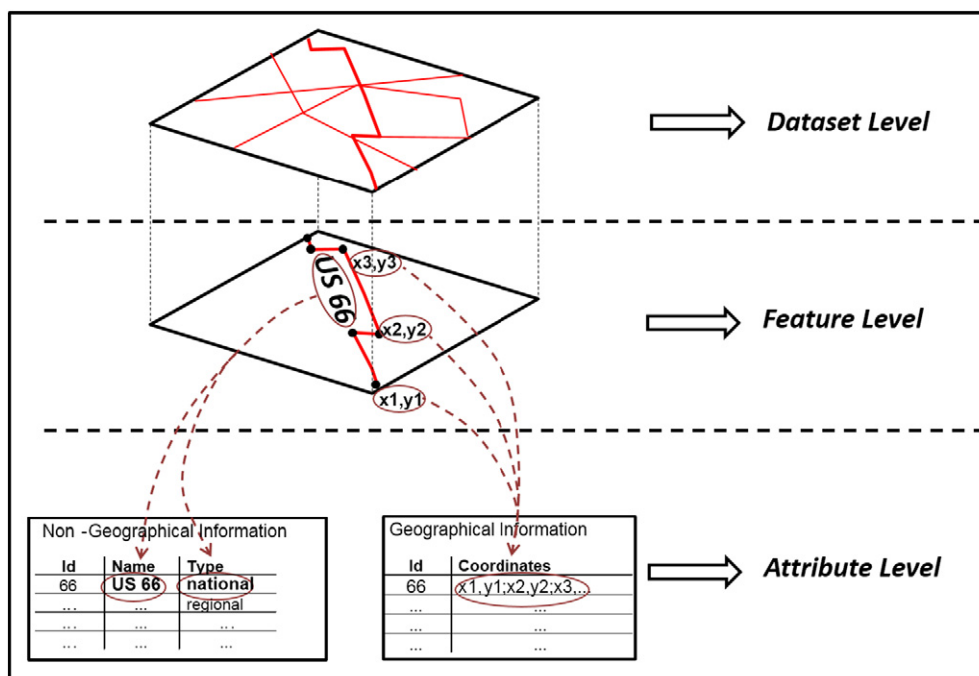 Dataset Level
US 66
x3,y3
x2,y2
x1,y1
Feature Level
Non -Geographical Information
Id Name Type
66 US 66 national
... ... regional
... ... ...
... ... ...
Geographical Information
Id Coordinates
66 x1,y1;x2,y2;x3,...
... ...
... ...
... ...
Attribute Level